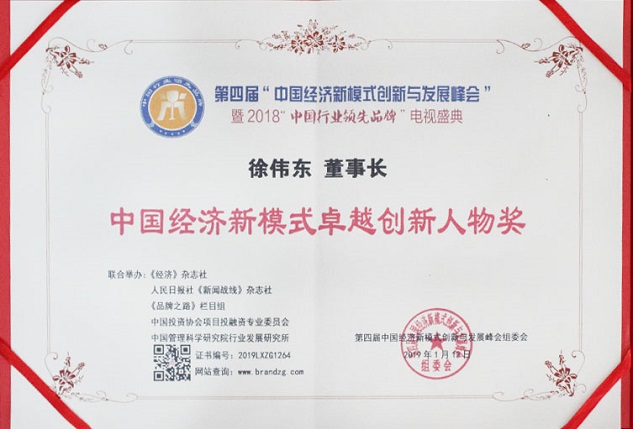 第四届“中国经济新模式创新与发展峰会”
暨2018“中国行业领先品牌”电视盛典
徐伟东 董事长
中国经济新模式卓越创新人物奖
联合举办：《经济》杂志社
人民日报社《新闻战线》杂志社
《品牌之路》栏目组
中国投资协会项目投融资专业委员会
中国管理科学研究院行业发展研究所
证书编号：2019LXZG1264
网站查询：www.brandzg.com
第四届中国经济新模式创新与发展峰会组委会
2019年1月12日
组委会